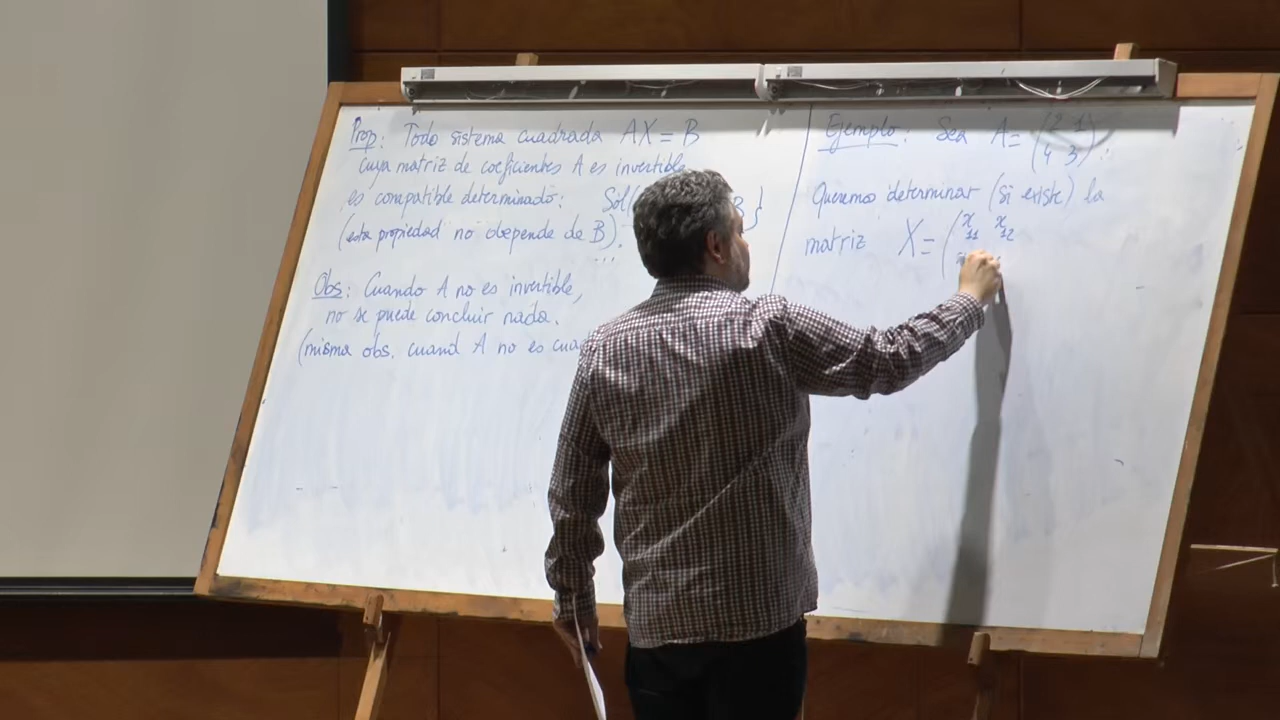 Prop: Todo sistema cuadrada AX = B
cuya matriz de coeficientes A es invertible
es compatible determinado: Sól( B}
(esta propiedad no depende de B).
...
Obs: Cuando A no es invertible,
no se puede concluir nada.
(misma obs. cuand A no es
Ejemplo: Sea A = (2 1
4 3).
Queremos determinar (si existe) la
matriz X = (x₁₁ x₁₂